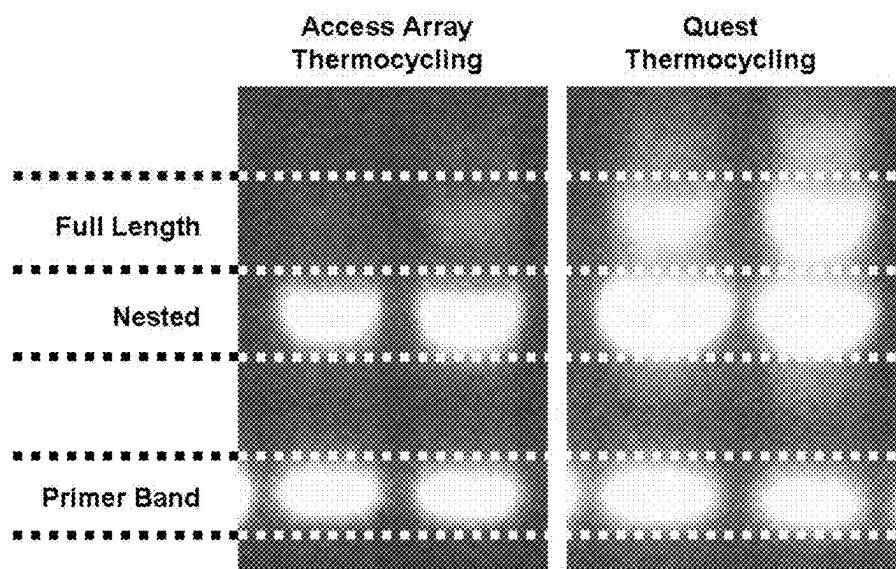 Access Array
Thermocycling
Quest
Thermocycling
Full Length
Nested
Primer Band